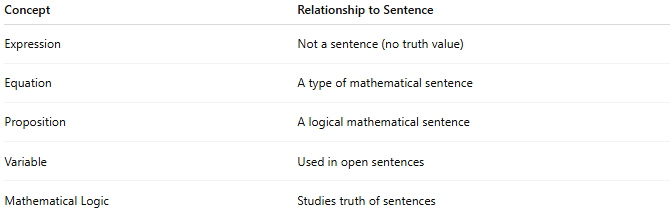 Concept Relationship to Sentence
Expression Not a sentence (no truth value)
Equation A type of mathematical sentence
Proposition A logical mathematical sentence
Variable Used in open sentences
Mathematical Logic Studies truth of sentences